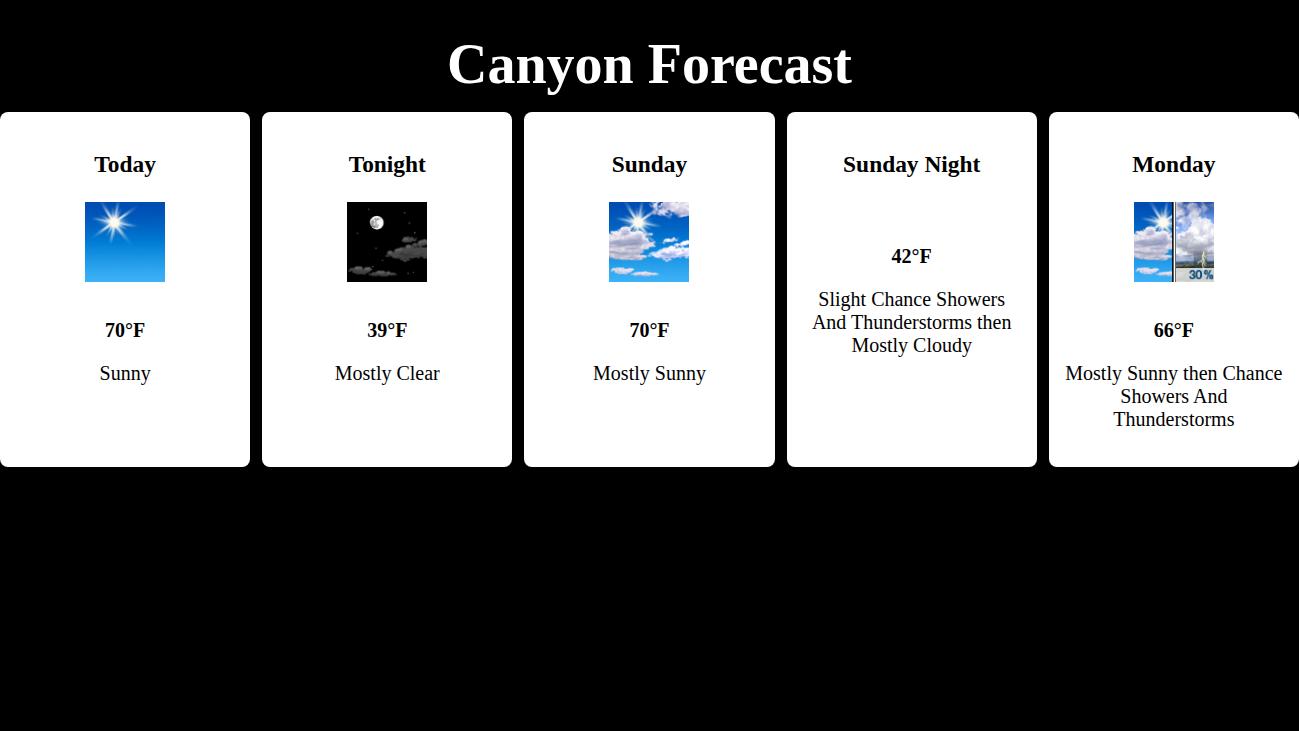 Canyon Forecast
Today
70°F
Sunny
Tonight
39°F
Mostly Clear
Sunday
70°F
Mostly Sunny
Sunday Night
42°F
Slight Chance Showers
And Thunderstorms then
Mostly Cloudy
Monday
30%
66°F
Mostly Sunny then Chance
Showers And
Thunderstorms